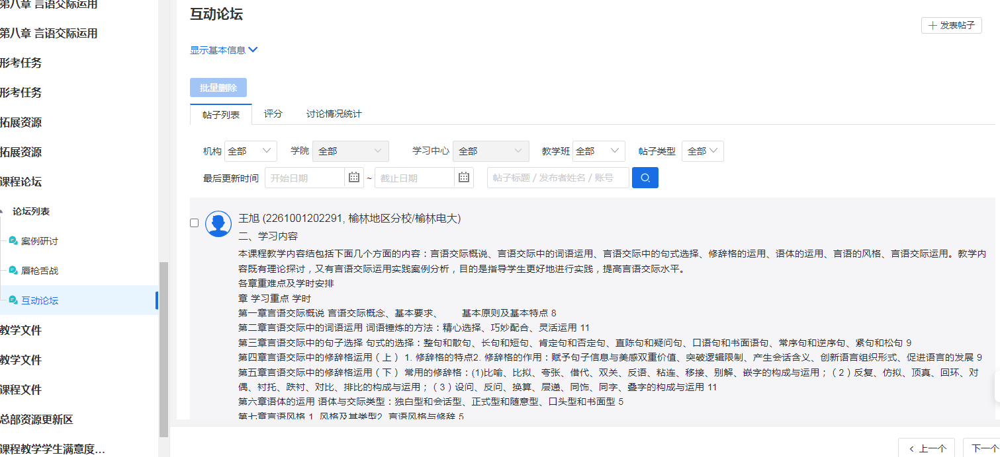 第八章 言语交际运用
第八章 言语交际运用
形考任务
形考任务
拓展资源
拓展资源
课程论坛
论坛列表
案例研讨
唇枪舌战
互动论坛
教学文件
教学文件
课程文件
总部资源更新区
课程教学学生满意度...
互动论坛
发表帖子
显示基本信息
批量删除
帖子列表 评分 讨论情况统计
机构 全部 学院 全部 学习中心 全部 教学班 全部 帖子类型 全部
最后更新时间 开始日期 ~ 截止日期 帖子标题 / 发布者姓名 / 账号
王旭 (2261001202291, 榆林地区分校/榆林电大)
二、学习内容
本课程教学内容结包括下面几个方面的内容：言语交际概说、言语交际中的词语运用、言语交际中的句式选择、修辞格的运用、语体的运用、言语的风格、言语交际运用。教学内
容既有理论探讨，又有言语交际运用实践案例分析，目的是指导学生更好地进行实践，提高言语交际水平。
各章重难点及学时安排
章 学习重点 学时
第一章言语交际概说 言语交际概念、基本要求、 基本原则及基本特点 8
第二章言语交际中的词语运用 词语锤炼的方法：精心选择、巧妙配合、灵活运用 11
第三章言语交际中的句子选择 句式的选择：整句和散句、长句和短句、肯定句和否定句、直陈句和疑问句、口语句和书面语句、常序句和逆序句、紧句和松句 9
第四章言语交际中的修辞格运用（上） 1. 修辞格的特点2. 修辞格的作用：赋予句子信息与美感双重价值、突破逻辑限制、产生会话含义、创新语言组织形式、促进语言的发展 9
第五章言语交际中的修辞格运用（下） 常用的修辞格：(1)比喻、比拟、夸张、借代、双关、反语、粘连、移接、别解、嵌字的构成与运用；（2）反复、仿拟、顶真、回环、对
偶、衬托、跌衬、对比、排比的构成与运用；（3）设问、反问、换算、层递、同饰、同字、叠字的构成与运用 11
第六章语体的运用 语体与交际类型：独白型和会话型、正式型和随意型、口头型和书面型 5
第七章言语风格 1. 风格及其类型2. 言语风格与修辞 5
上一个
下一个